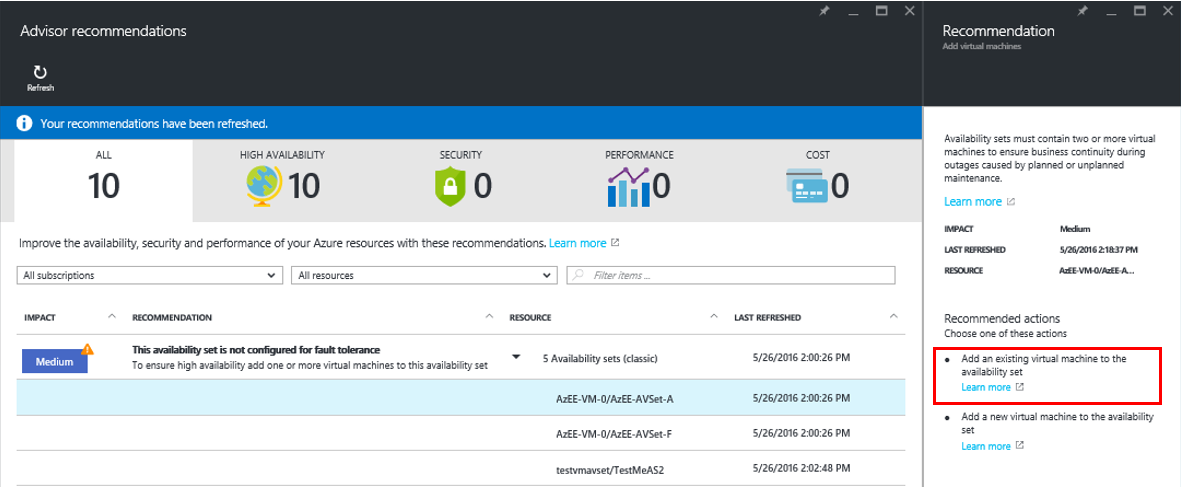 Advisor recommendations
Refresh
Your recommendations have been refreshed.
ALL
10
HIGH AVAILABILITY
10
SECURITY
0
PERFORMANCE
0
COST
0
Improve the availability, security and performance of your Azure resources with these recommendations. Learn more
All subscriptions
All resources
Filter items ...
IMPACT RECOMMENDATION RESOURCE LAST REFRESHED
Medium
This availability set is not configured for fault tolerance
To ensure high availability add one or more virtual machines to this availability set
5 Availability sets (classic) 5/26/2016 2:00:26 PM
AzEE-VM-0/AzEE-AVSet-A 5/26/2016 2:00:26 PM
AzEE-VM-0/AzEE-AVSet-F 5/26/2016 2:00:26 PM
testvmavset/TestMeAS2 5/26/2016 2:02:48 PM
Recommendation
Add virtual machines
Availability sets must contain two or more virtual
machines to ensure business continuity during
outages caused by planned or unplanned
maintenance.
Learn more
IMPACT Medium
LAST REFRESHED 5/26/2016 2:18:37 PM
RESOURCE AzEE-VM-0/AzEE-A...
Recommended actions
Choose one of these actions
Add an existing virtual machine to the
availability set
Learn more
Add a new virtual machine to the availability
set
Learn more